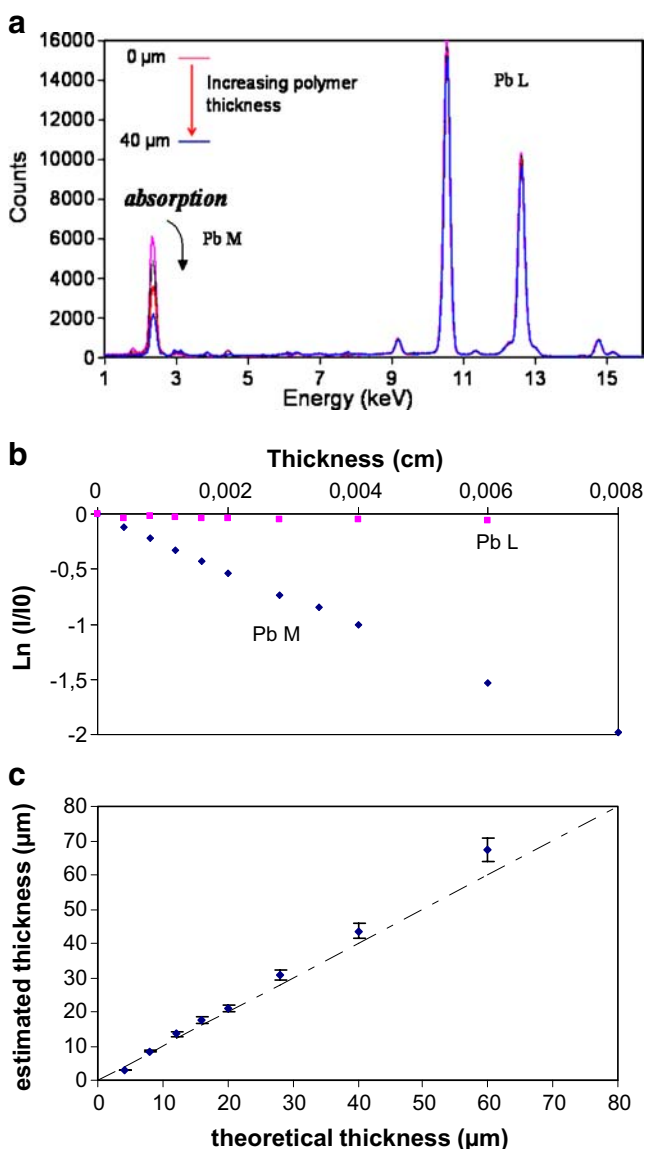 a
16000
14000
12000
10000
8000
6000
4000
2000
0
Counts
0 µm
Increasing polymer
thickness
40 µm
absorption
Pb M
Pb L
1 3 5 7 9 11 13 15
Energy (keV)
b
Thickness (cm)
0 0,002 0,004 0,006 0,008
0
-0,5
-1
-1,5
-2
Ln (I/I0)
Pb L
Pb M
c
80
70
60
50
40
30
20
10
0
estimated thickness (µm)
0 10 20 30 40 50 60 70 80
theoretical thickness (µm)